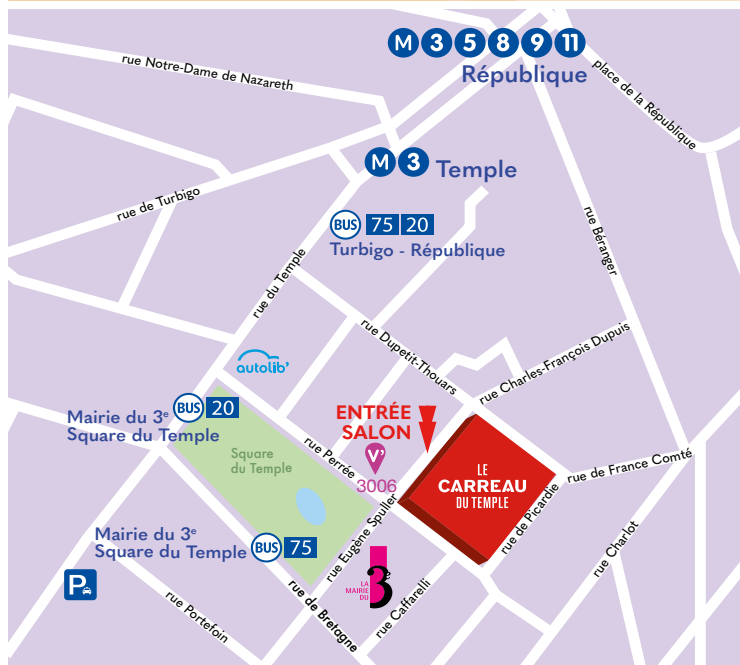 M 3 5 8 9 11
République
rue Notre-Dame de Nazareth
place de la République
M 3 Temple
rue de Turbigo
BUS 75 20
Turbigo - République
rue Béranger
rue du Temple
rue Dupetit-Thouars
rue Charles-François Dupuis
autolib'
Mairie du 3e BUS 20
Square du Temple
ENTRÉE
SALON
V'
3006
rue Perrée
Square
du Temple
LE
CARREAU
DU TEMPLE
rue de France Comté
rue de Picardie
rue Eugène Spuller
Mairie du 3e
Square du Temple BUS 75
rue Charlot
P
LA
MAIRIE
DU
3e
rue Caffarelli
rue Portefoin
rue de Bretagne